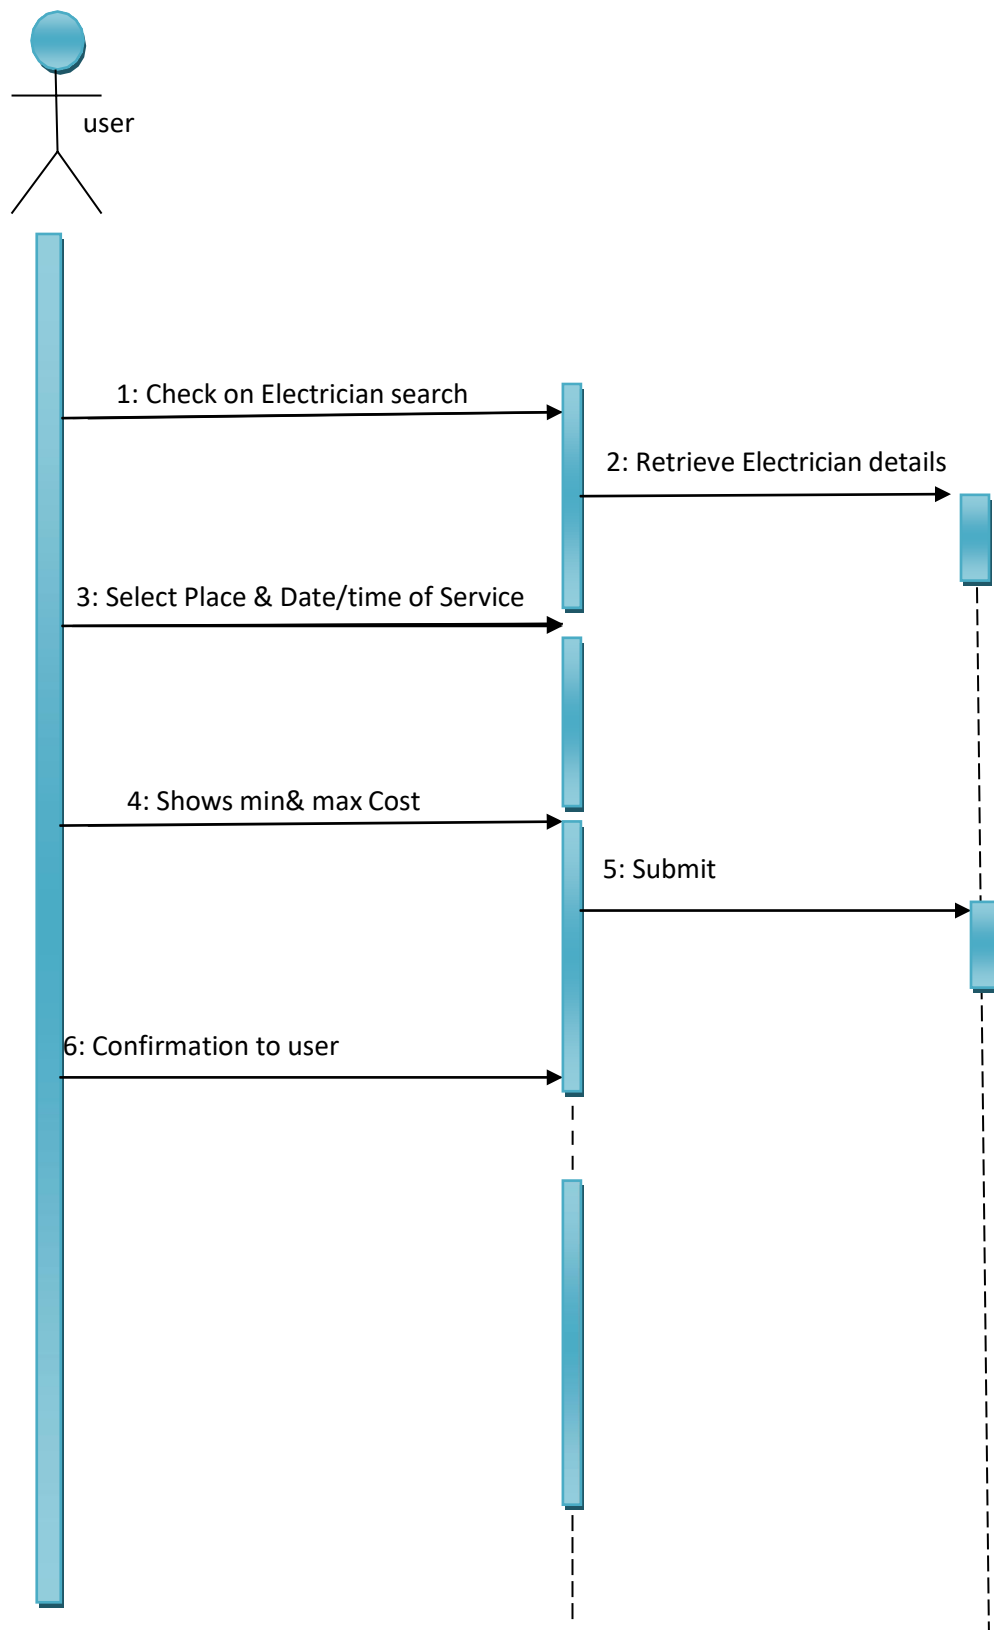 user
1: Check on Electrician search
2: Retrieve Electrician details
3: Select Place & Date/time of Service
4: Shows min& max Cost
5: Submit
6: Confirmation to user